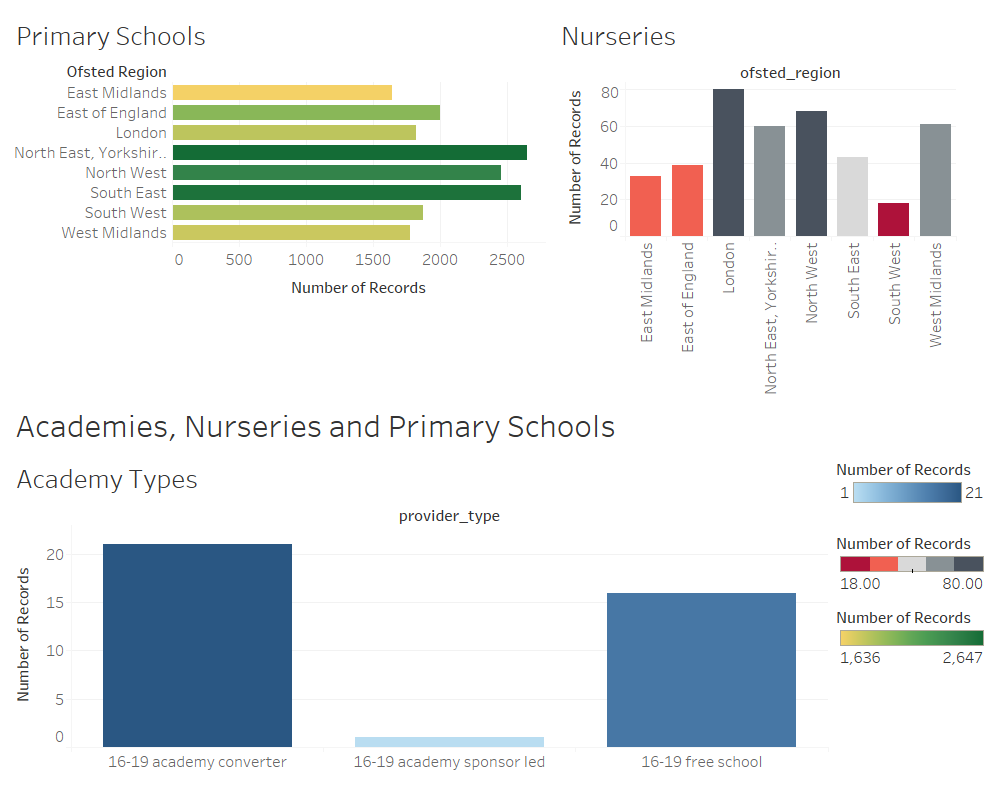 Primary Schools
Ofsted Region
East Midlands
East of England
London
North East, Yorkshir..
North West
South East
South West
West Midlands
0 500 1000 1500 2000 2500
Number of Records
Nurseries
ofsted_region
Number of Records
80
60
40
20
0
East Midlands
East of England
London
North East, Yorkshir..
North West
South East
South West
West Midlands
Academies, Nurseries and Primary Schools
Academy Types
provider_type
Number of Records
20
15
10
5
0
16-19 academy converter
16-19 academy sponsor led
16-19 free school
Number of Records
1 21
Number of Records
18.00 80.00
Number of Records
1,636 2,647